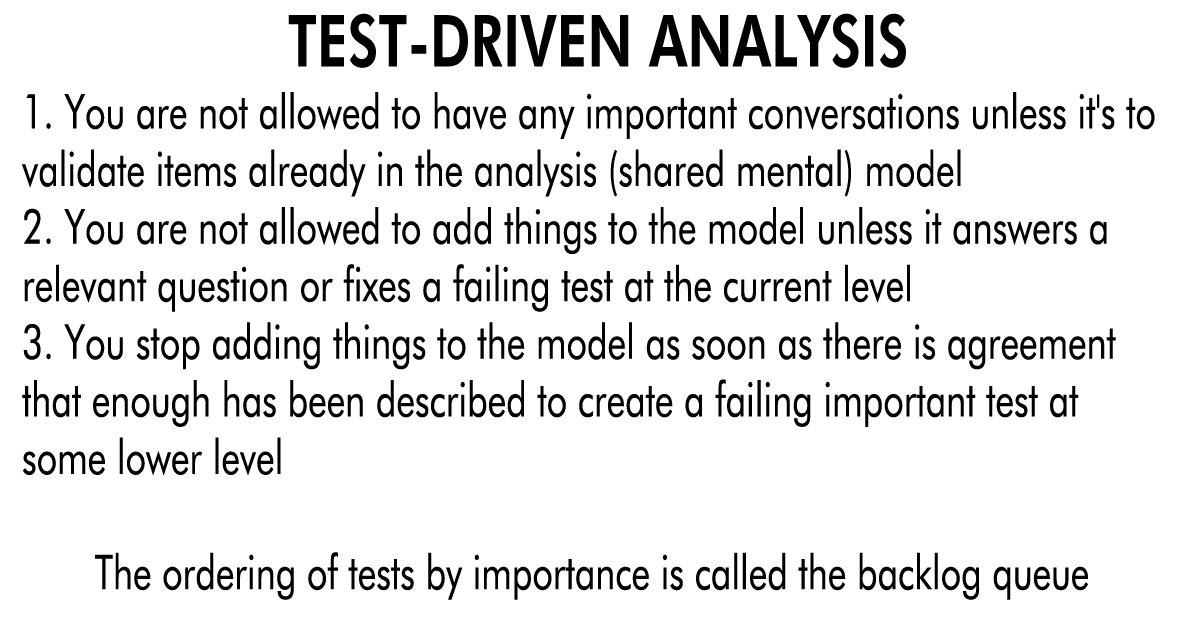 TEST-DRIVEN ANALYSIS
1. You are not allowed to have any important conversations unless it's to
validate items already in the analysis (shared mental) model
2. You are not allowed to add things to the model unless it answers a
relevant question or fixes a failing test at the current level
3. You stop adding things to the model as soon as there is agreement
that enough has been described to create a failing important test at
some lower level
The ordering of tests by importance is called the backlog queue